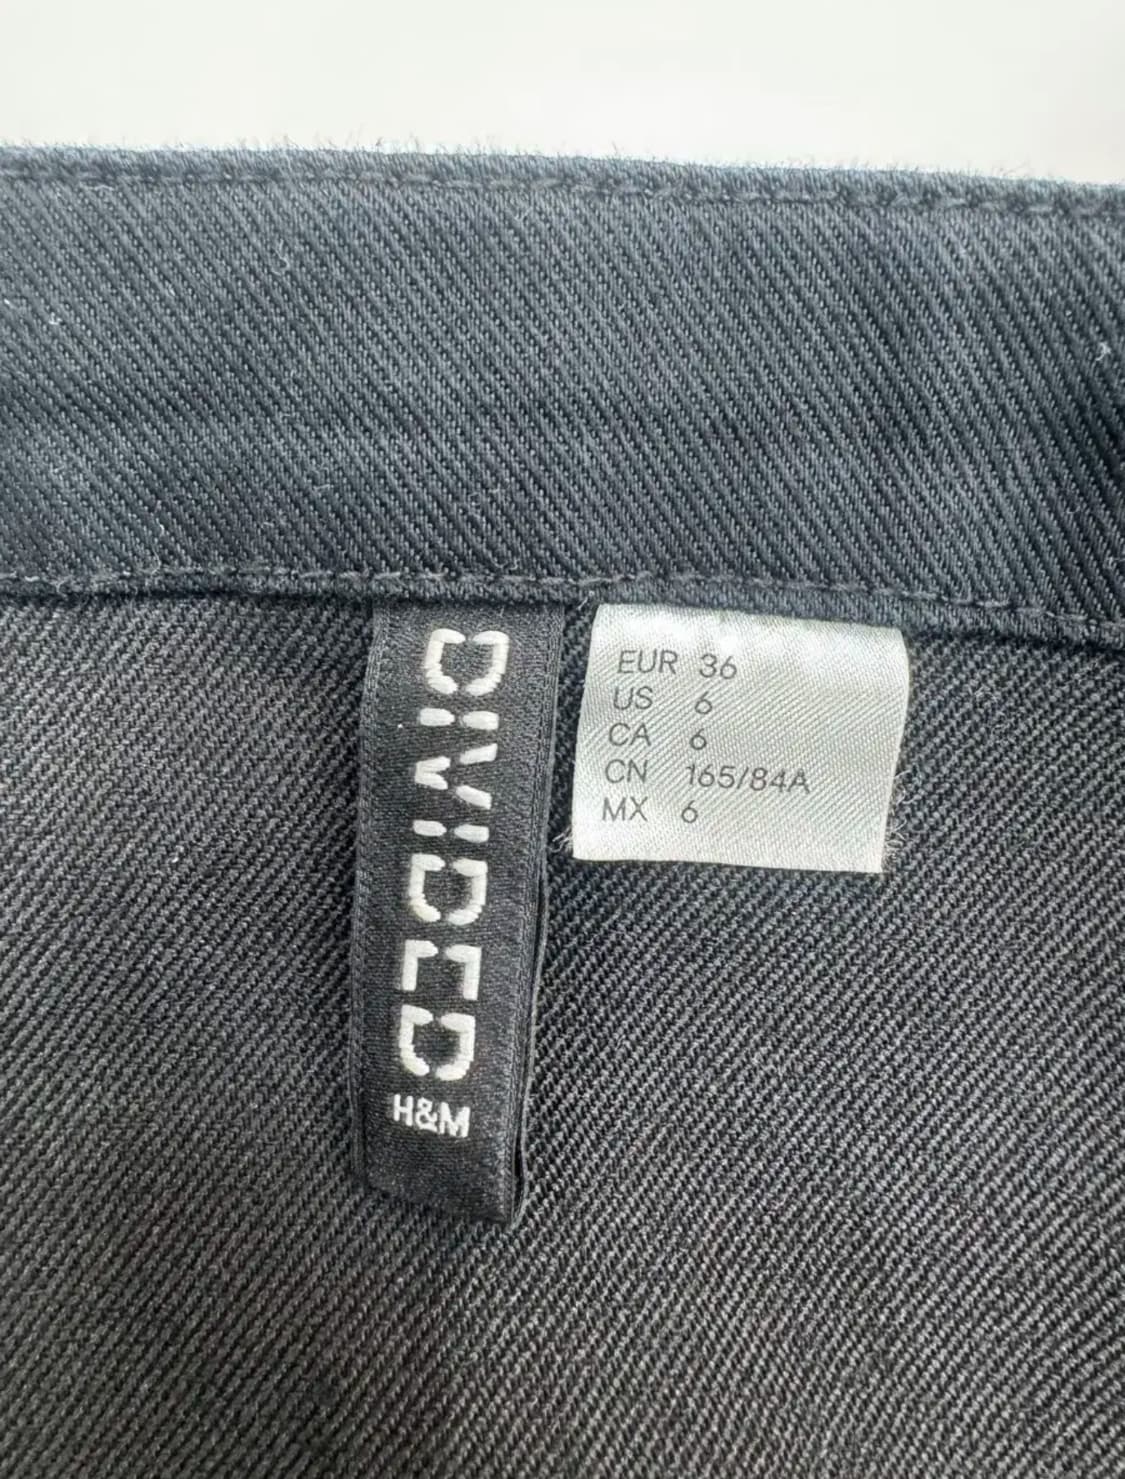 DIVIDED
H&M
EUR 36
US 6
CA 6
CN 165/84A
MX 6